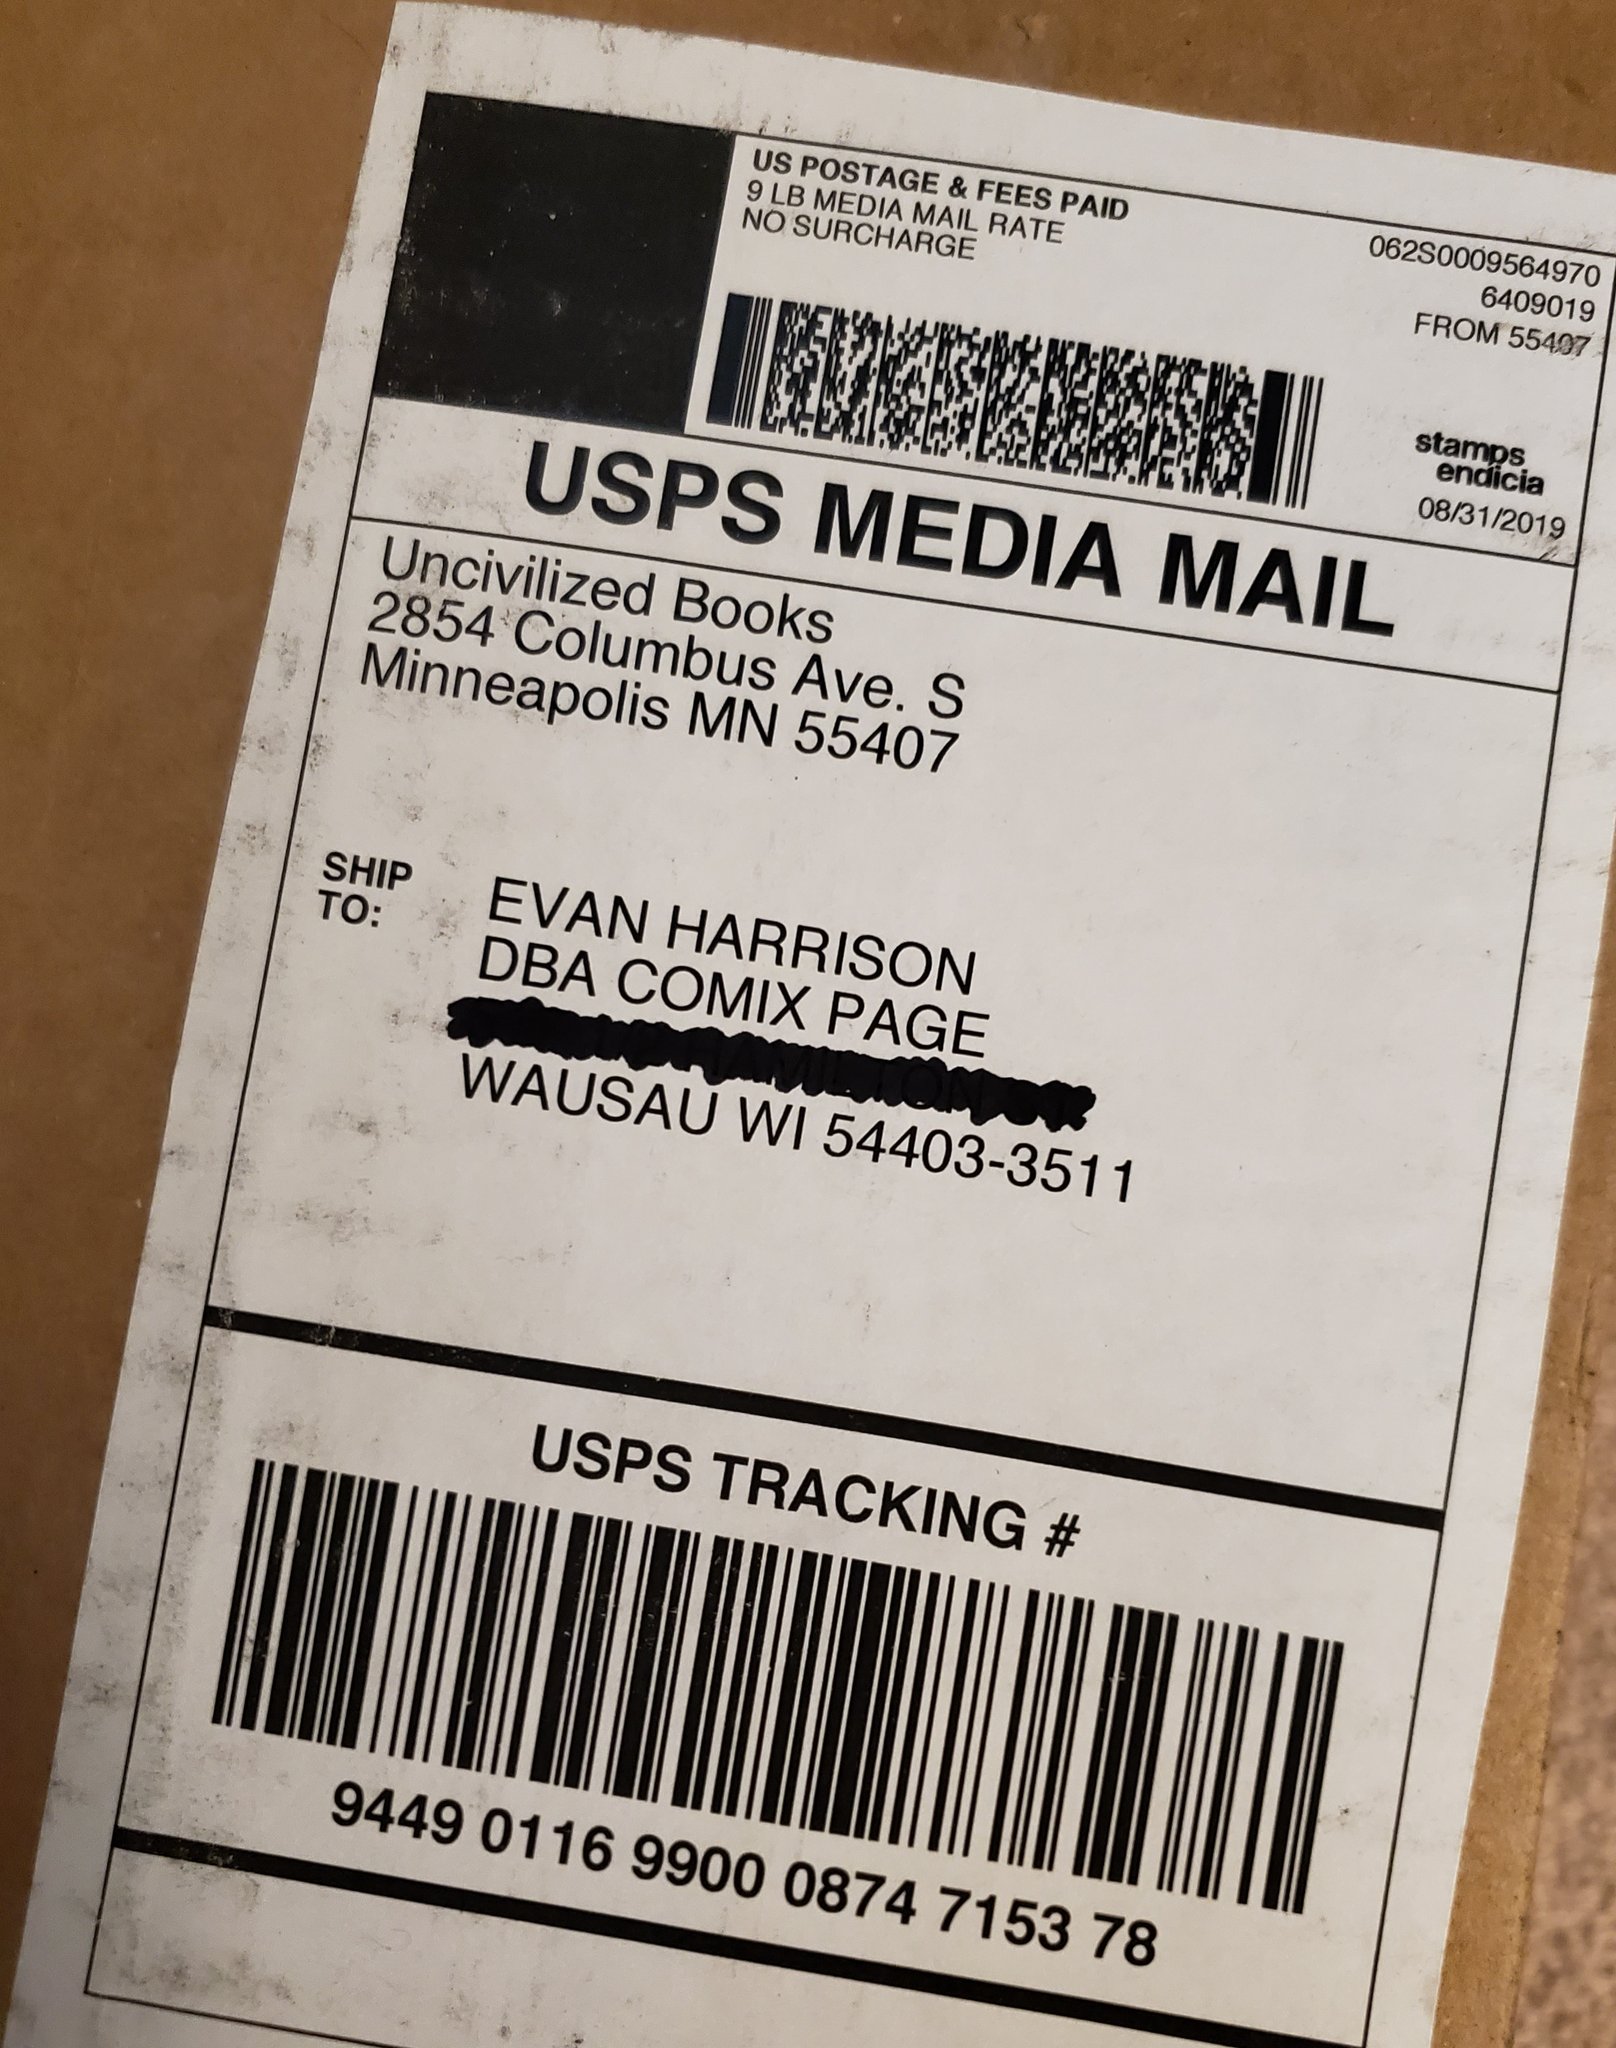 US POSTAGE & FEES PAID
9 LB MEDIA MAIL RATE
NO SURCHARGE
062S0009564970
6409019
FROM 55407
stamps
endicia
08/31/2019
USPS MEDIA MAIL
Uncivilized Books
2854 Columbus Ave. S
Minneapolis MN 55407
SHIP
TO:
EVAN HARRISON
DBA COMIX PAGE
WAUSAU WI 54403-3511
USPS TRACKING #
9449 0116 9900 0874 7153 78